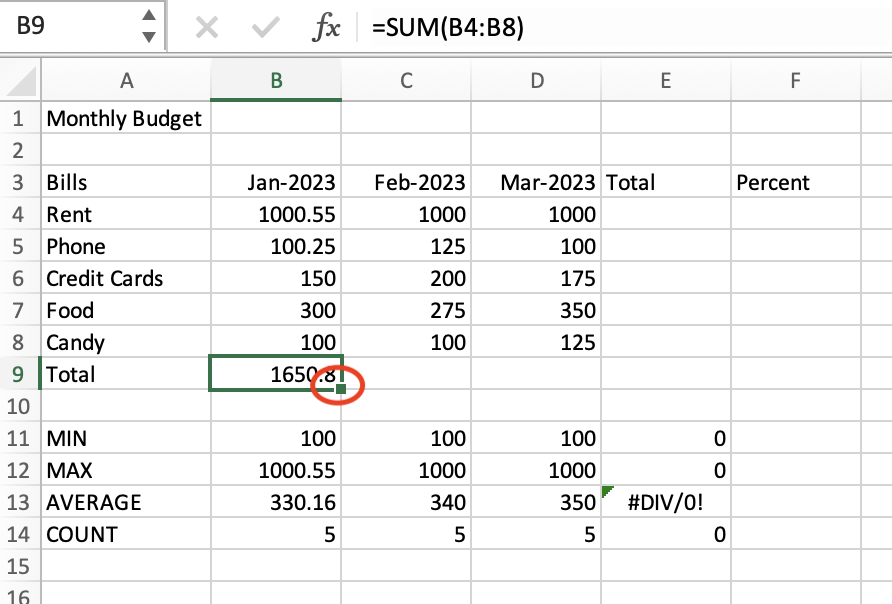 B9 fx =SUM(B4:B8)
A B C D E F
1 Monthly Budget
2
3 Bills Jan-2023 Feb-2023 Mar-2023 Total Percent
4 Rent 1000.55 1000 1000
5 Phone 100.25 125 100
6 Credit Cards 150 200 175
7 Food 300 275 350
8 Candy 100 100 125
9 Total 1650.8
10
11 MIN 100 100 100 0
12 MAX 1000.55 1000 1000 0
13 AVERAGE 330.16 340 350 #DIV/0!
14 COUNT 5 5 5 0
15
16